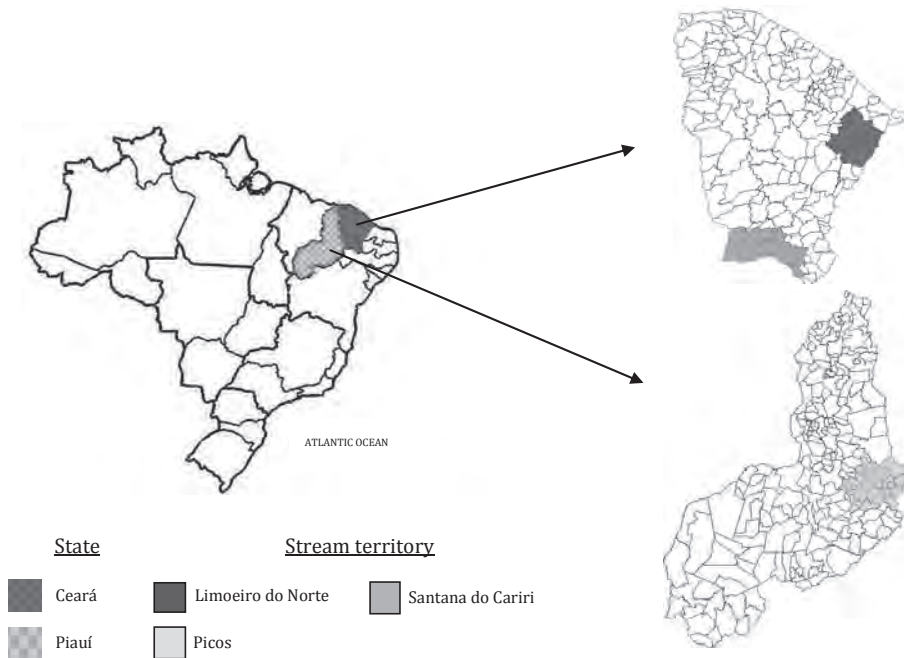 ATLANTIC OCEAN
State
Stream territory
Ceará
Limoeiro do Norte
Santana do Cariri
Piauí
Picos